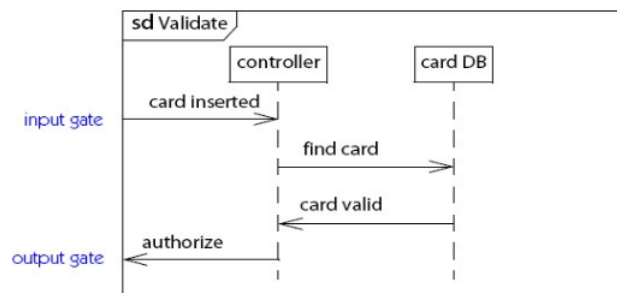 sd Validate
controller
card DB
card inserted
input gate
find card
card valid
authorize
output gate